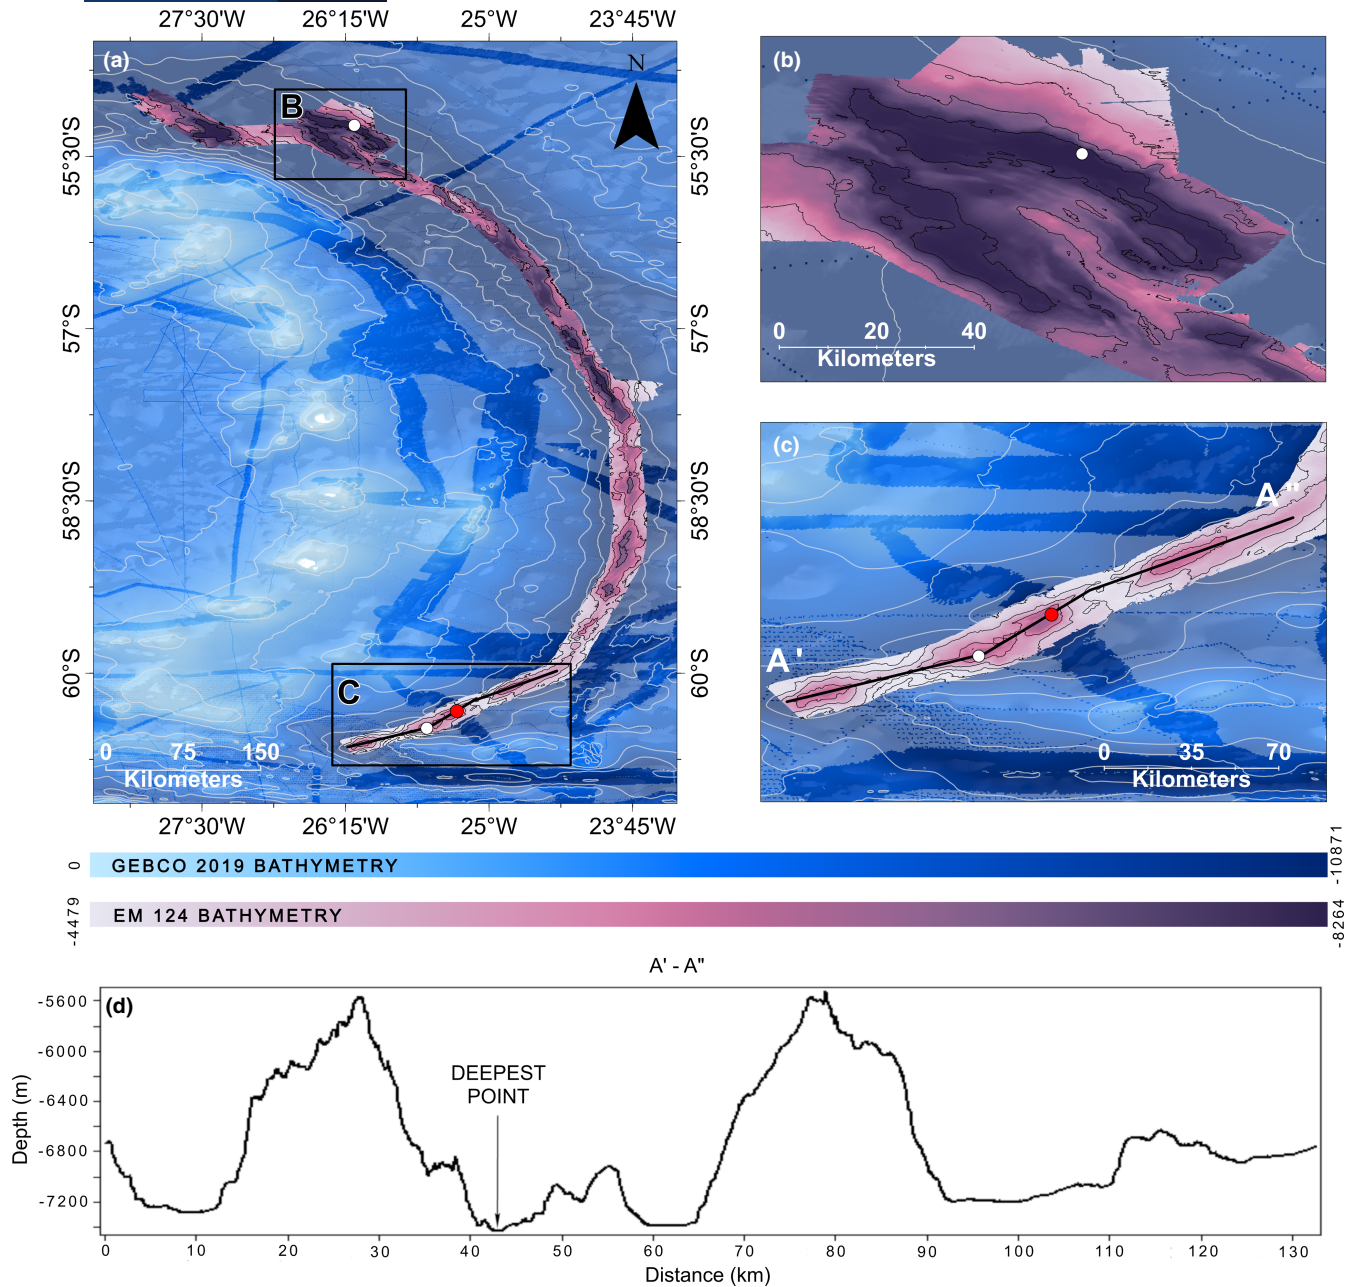 27°30'W 26°15'W 25°W 23°45'W
(a)
N
B
55°30'S
57°S
58°30'S
60°S
C
0 75 150
Kilometers
55°30'S
57°S
58°30'S
60°S
27°30'W 26°15'W 25°W 23°45'W
(b)
0 20 40
Kilometers
(c)
A"
A'
0 35 70
Kilometers
0 GEBCO 2019 BATHYMETRY -10871
-4479 EM 124 BATHYMETRY -8264
A' - A"
(d)
Depth (m)
-5600
-6000
-6400
-6800
-7200
DEEPEST
POINT
0 10 20 30 40 50 60 70 80 90 100 110 120 130
Distance (km)